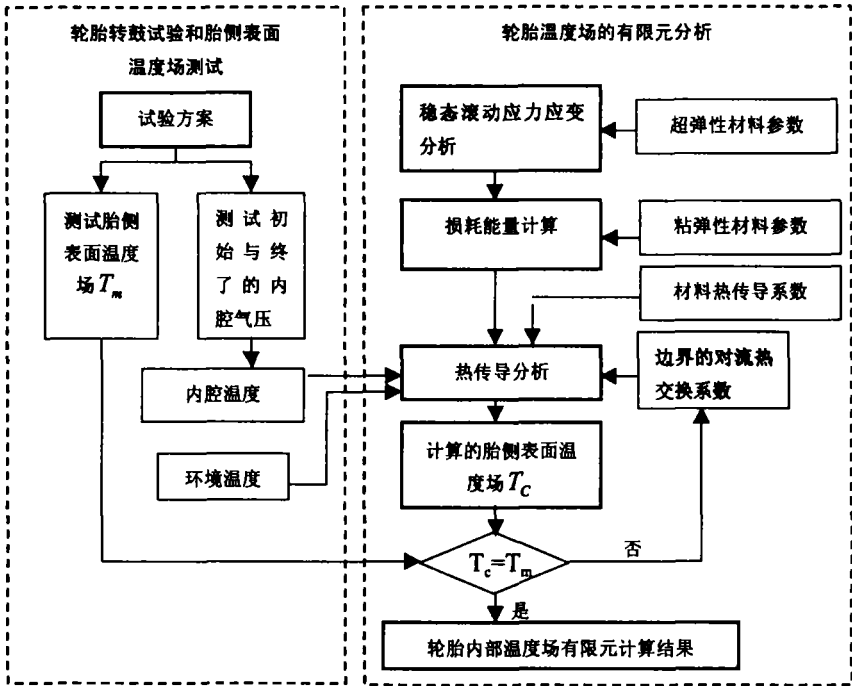 轮胎转鼓试验和胎侧表面
温度场测试
试验方案
测试胎侧
表面温度
场Tm
测试初
始与终
了的内
腔气压
内腔温度
环境温度
轮胎温度场的有限元分析
稳态滚动应力应变
分析
超弹性材料参数
损耗能量计算
粘弹性材料参数
材料热传导系数
热传导分析
边界的对流热
交换系数
计算的胎侧表面温
度场TC
Tc=Tm
否
是
轮胎内部温度场有限元计算结果